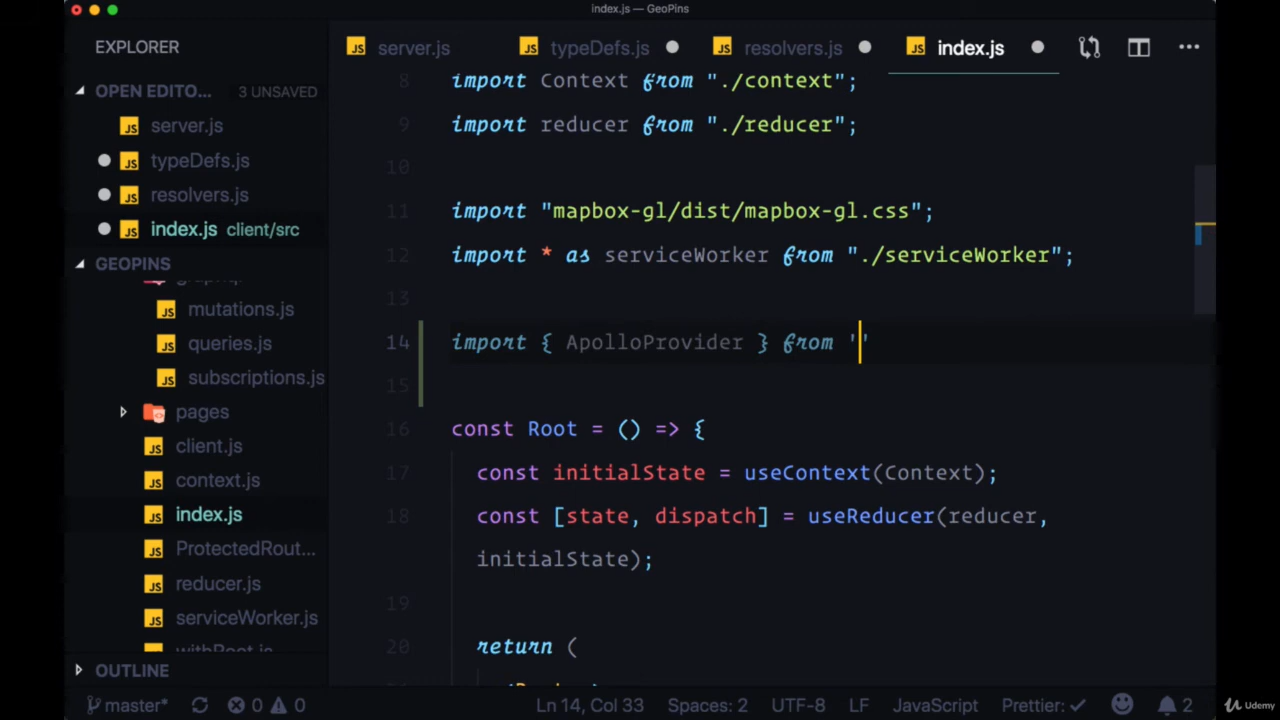 index.js — GeoPins
EXPLORER
server.js
typeDefs.js
resolvers.js
index.js
OPEN EDITO... 3 UNSAVED
server.js
typeDefs.js
resolvers.js
index.js client/src
GEOPINS
mutations.js
queries.js
subscriptions.js
pages
client.js
context.js
index.js
ProtectedRout...
reducer.js
serviceWorker.js
withRoot.js
OUTLINE
8 import Context from "./context";
9 import reducer from "./reducer";
10
11 import "mapbox-gl/dist/mapbox-gl.css";
12 import * as serviceWorker from "./serviceWorker";
13
14 import { ApolloProvider } from ''
15
16 const Root = () => {
17 const initialState = useContext(Context);
18 const [state, dispatch] = useReducer(reducer,
initialState);
19
20 return (
master* 0 0 Ln 14, Col 33 Spaces: 2 UTF-8 LF JavaScript Prettier: ✓ 2
Udemy